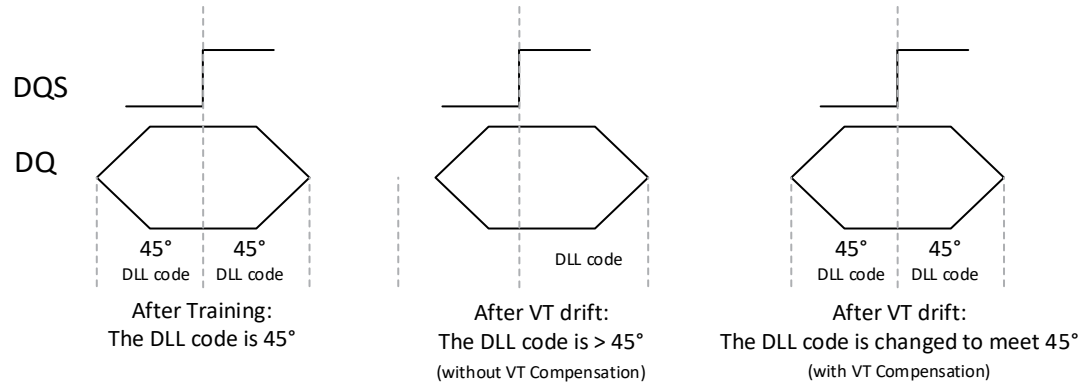 DQS
DQ
45° 45°
DLL code DLL code
After Training:
The DLL code is 45°
DLL code
After VT drift:
The DLL code is > 45°
(without VT Compensation)
45° 45°
DLL code DLL code
After VT drift:
The DLL code is changed to meet 45°
(with VT Compensation)